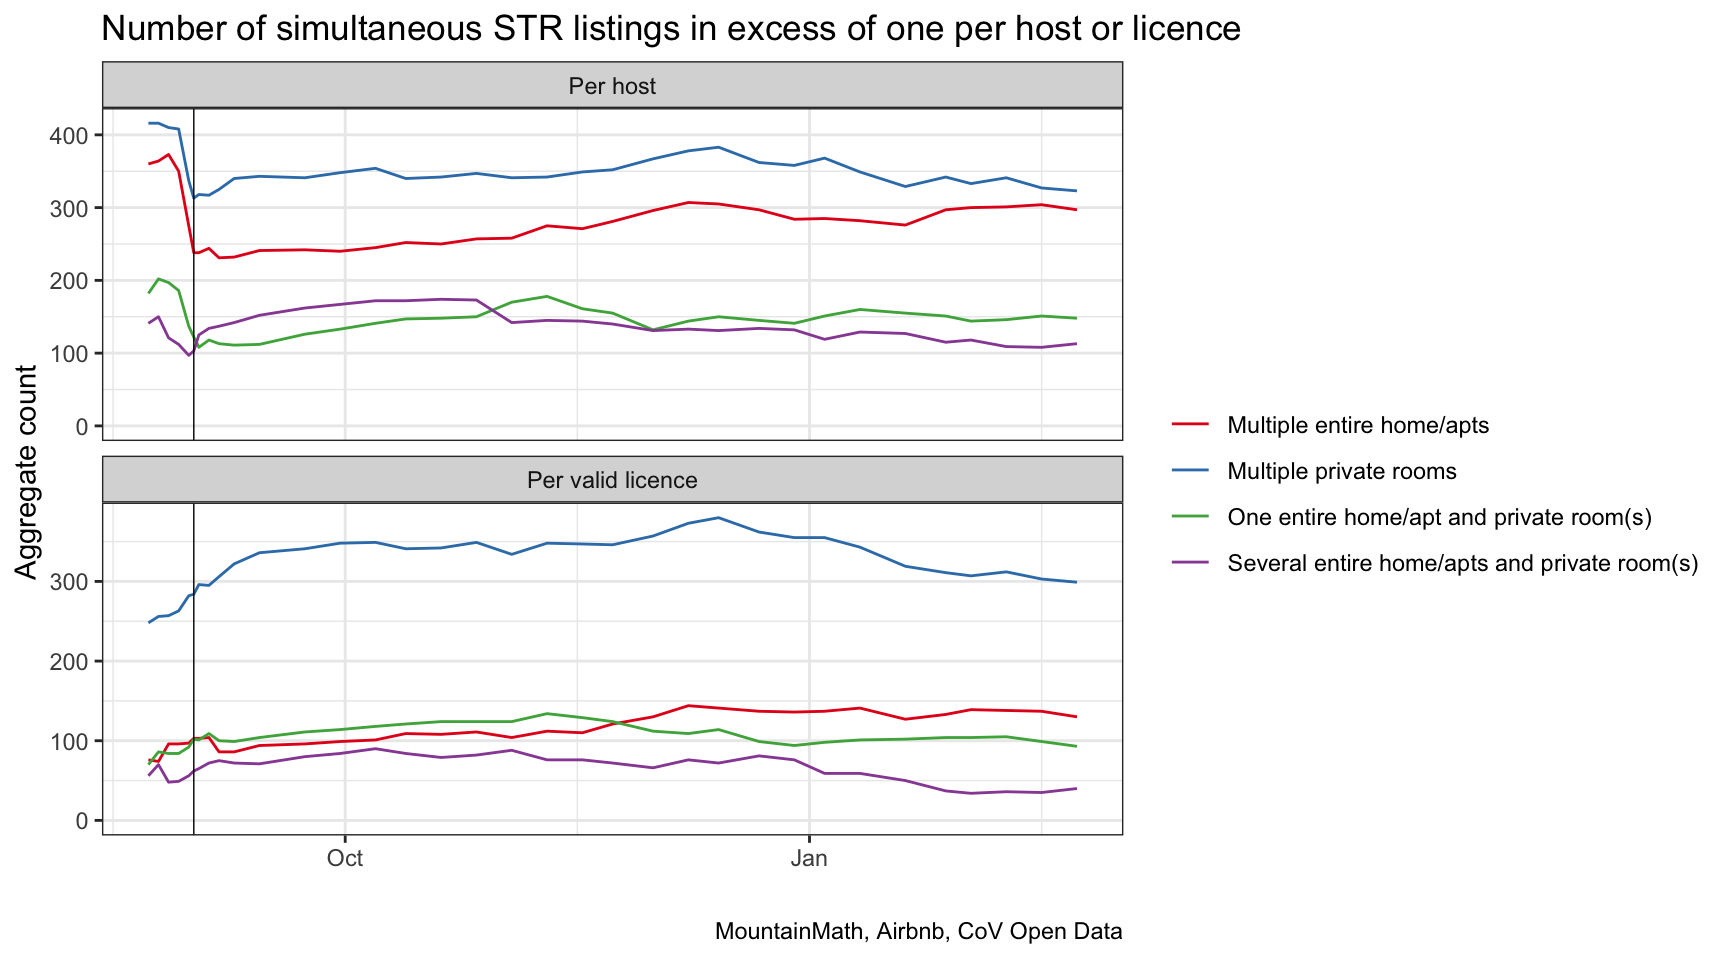 Number of simultaneous STR listings in excess of one per host or licence
Per host
400
300
200
100
0
Aggregate count
Per valid licence
300
200
100
0
Oct
Jan
Multiple entire home/apts
Multiple private rooms
One entire home/apt and private room(s)
Several entire home/apts and private room(s)
MountainMath, Airbnb, CoV Open Data